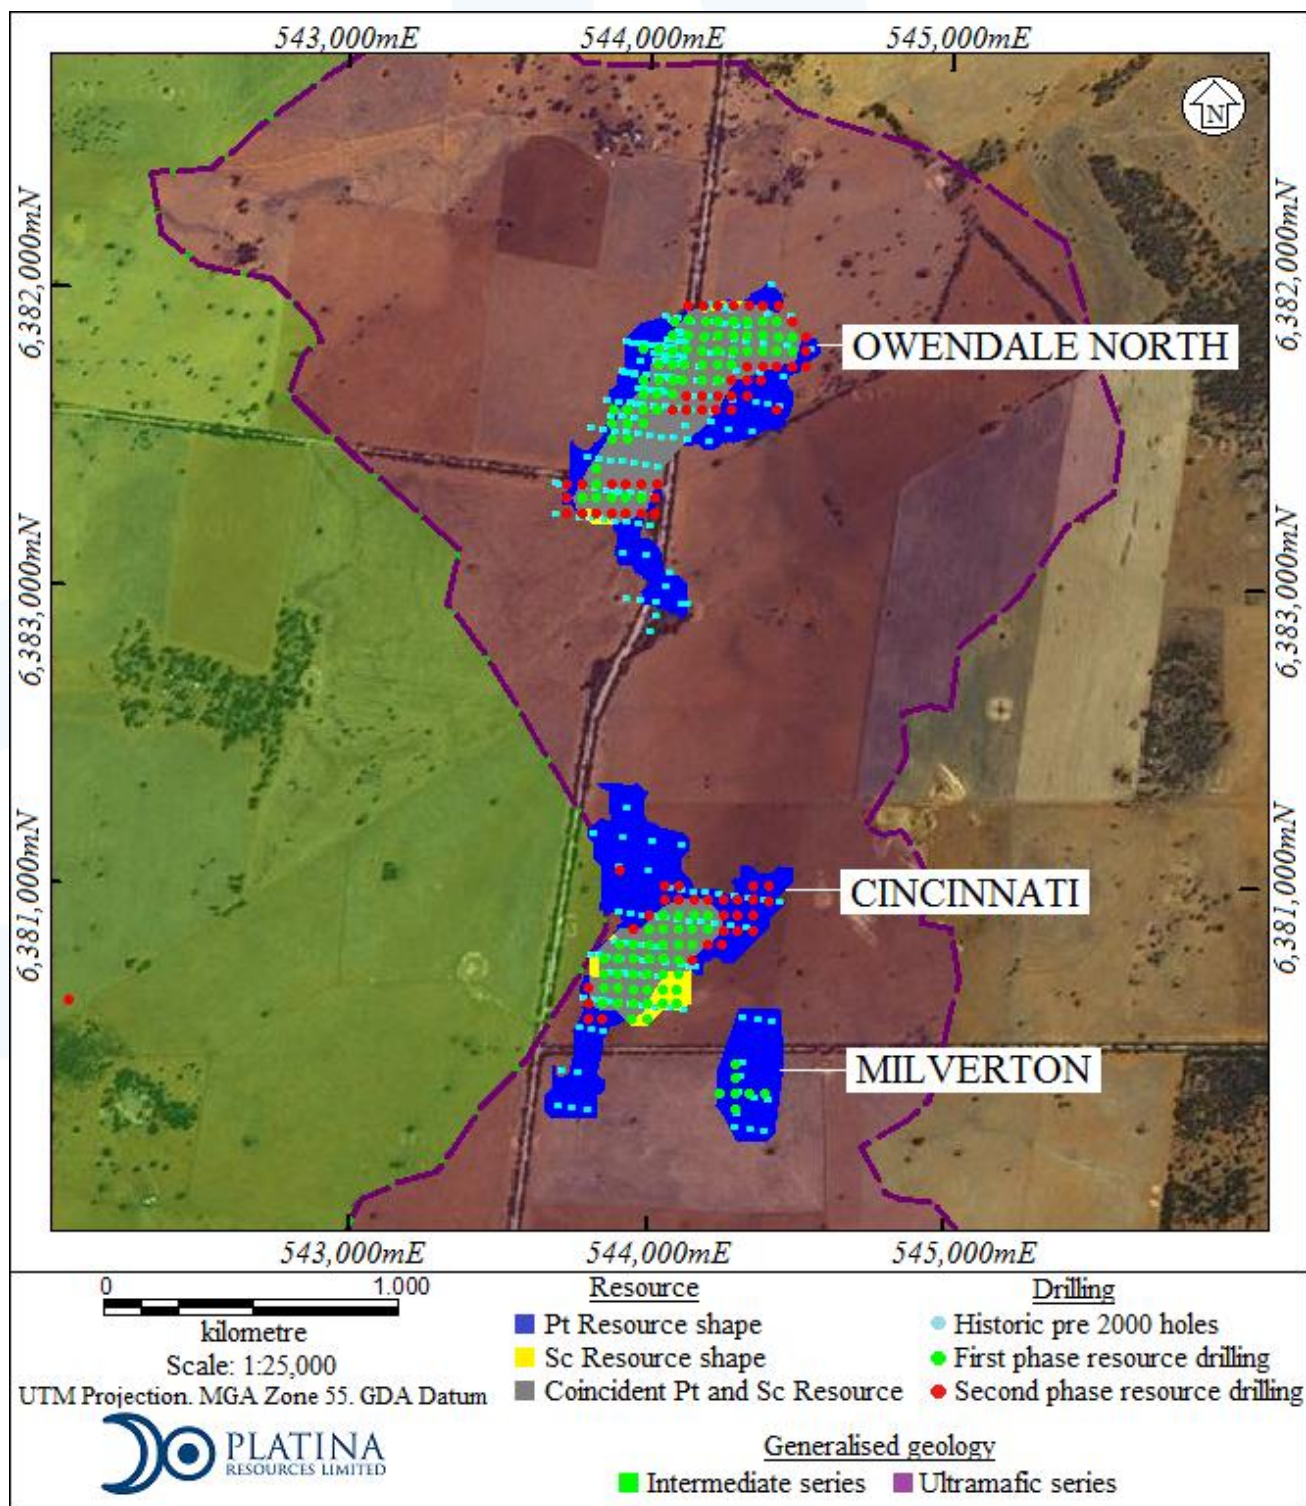 543,000mE 544,000mE 545,000mE
N
6,382,000mN 6,382,000mN
OWENDALE NORTH
6,383,000mN 6,383,000mN
CINCINNATI
6,381,000mN 6,381,000mN
MILVERTON
543,000mE 544,000mE 545,000mE
0 1.000
kilometre
Scale: 1:25,000
UTM Projection. MGA Zone 55. GDA Datum
PLATINA
RESOURCES LIMITED
Resource
Pt Resource shape
Sc Resource shape
Coincident Pt and Sc Resource
Drilling
Historic pre 2000 holes
First phase resource drilling
Second phase resource drilling
Generalised geology
Intermediate series Ultramafic series